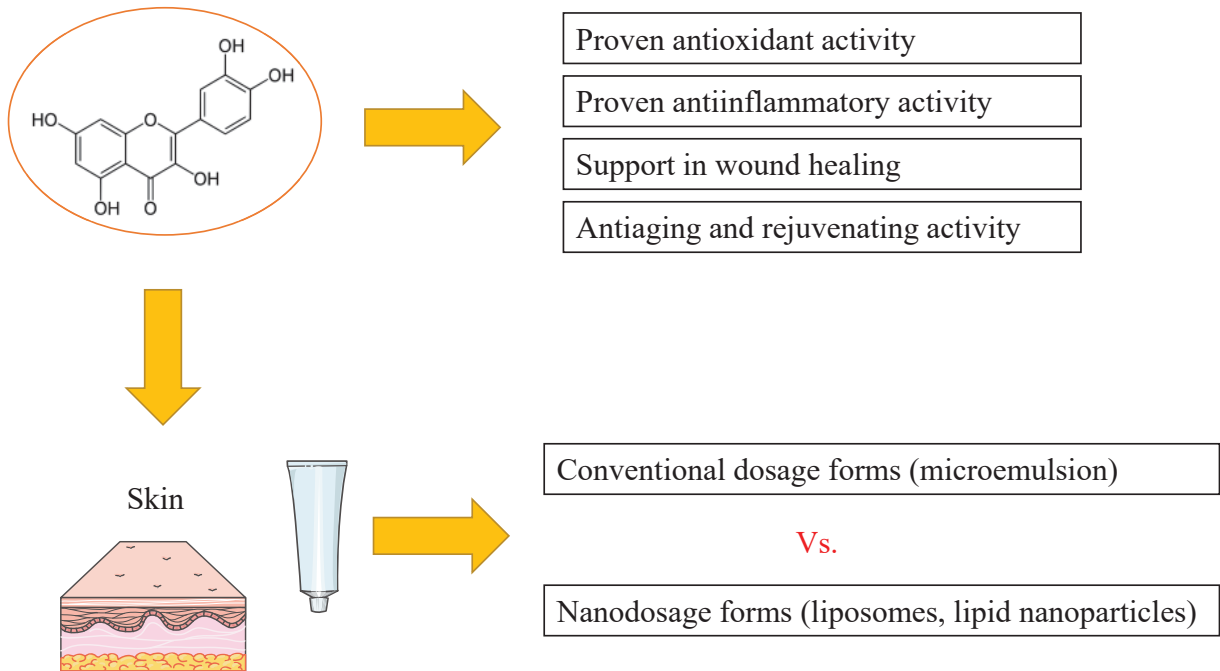 OH
OH
HO
O
OH
OH
O
Proven antioxidant activity
Proven antiinflammatory activity
Support in wound healing
Antiaging and rejuvenating activity
Skin
Conventional dosage forms (microemulsion)
Vs.
Nanodosage forms (liposomes, lipid nanoparticles)